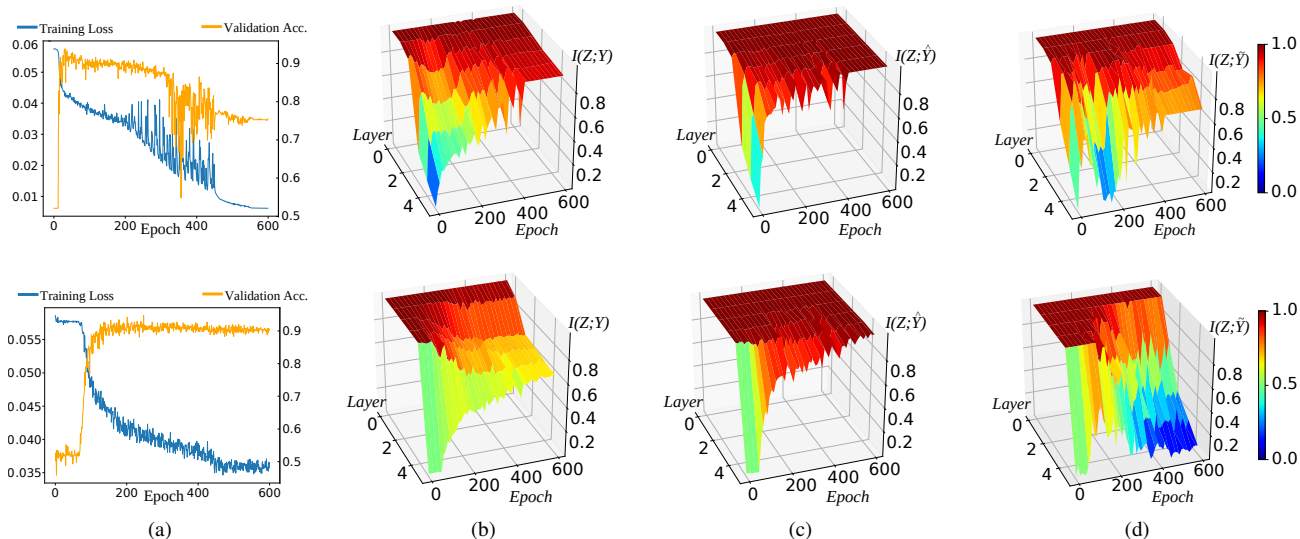 Training Loss Validation Acc.
0.06
0.05
0.04
0.03
0.02
0.01
0.9
0.8
0.7
0.6
0.5
0 200 400 600
Epoch
I(Z;Y)
0.8
0.6
0.4
0.2
Layer
0
2
4
0 200 400 600
Epoch
I(Z;Ŷ)
0.8
0.6
0.4
0.2
Layer
0
2
4
0 200 400 600
Epoch
I(Z;Ỹ)
0.8
0.6
0.4
0.2
Layer
0
2
4
0 200 400 600
Epoch
1.0
0.5
0.0
Training Loss Validation Acc.
0.055
0.050
0.045
0.040
0.035
0.9
0.8
0.7
0.6
0.5
0 200 400 600
Epoch
I(Z;Y)
0.8
0.6
0.4
0.2
Layer
0
2
4
0 200 400 600
Epoch
I(Z;Ŷ)
0.8
0.6
0.4
0.2
Layer
0
2
4
0 200 400 600
Epoch
I(Z;Ỹ)
0.8
0.6
0.4
0.2
Layer
0
2
4
0 200 400 600
Epoch
1.0
0.5
0.0
(a) (b) (c) (d)